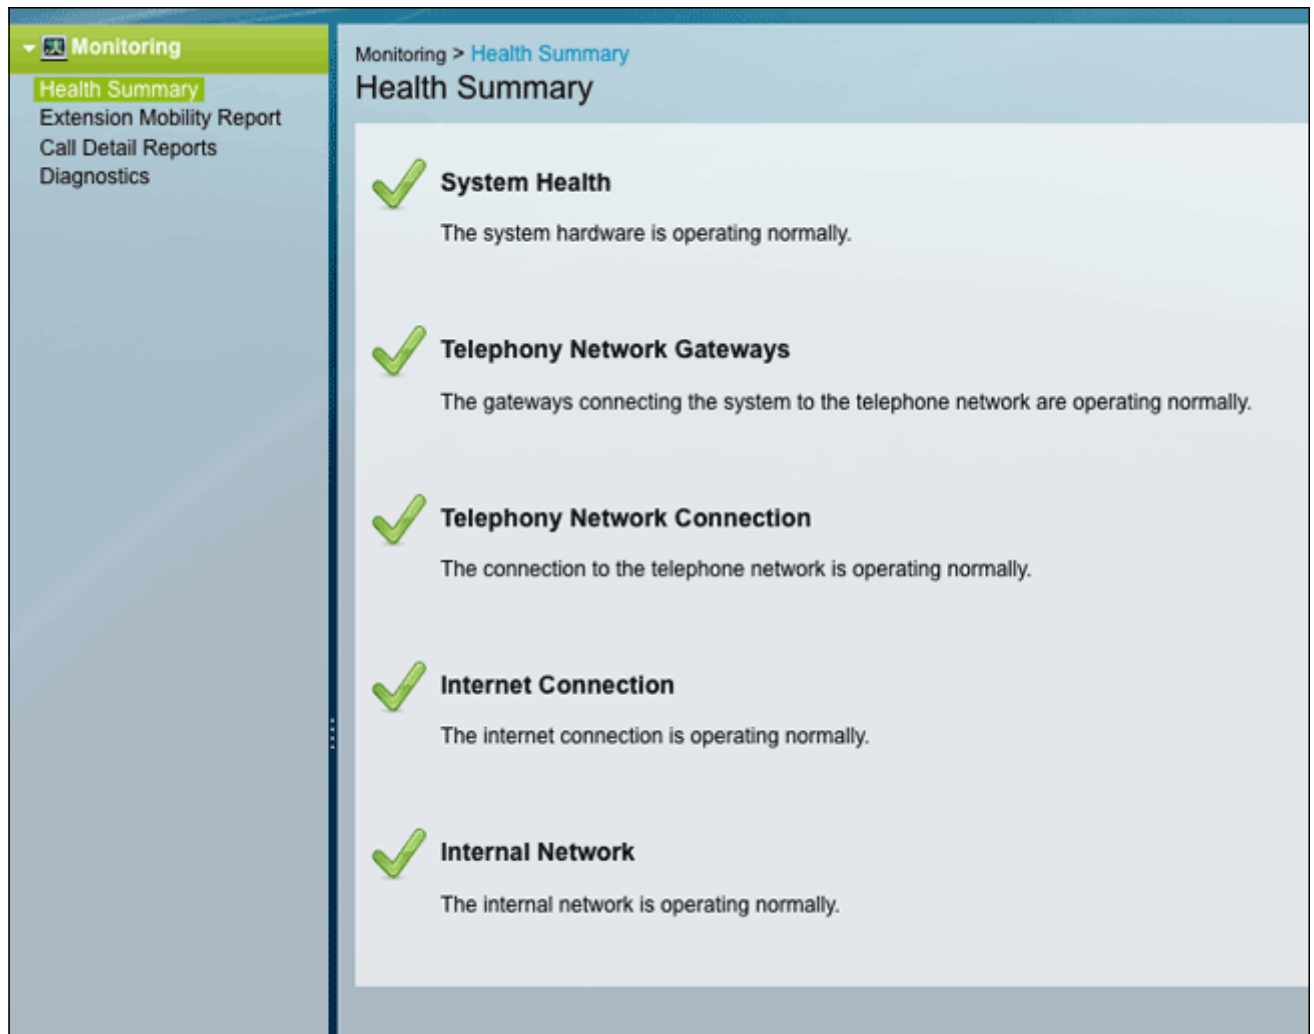 Monitoring
Health Summary
Extension Mobility Report
Call Detail Reports
Diagnostics
Monitoring > Health Summary
Health Summary
System Health
The system hardware is operating normally.
Telephony Network Gateways
The gateways connecting the system to the telephone network are operating normally.
Telephony Network Connection
The connection to the telephone network is operating normally.
Internet Connection
The internet connection is operating normally.
Internal Network
The internal network is operating normally.